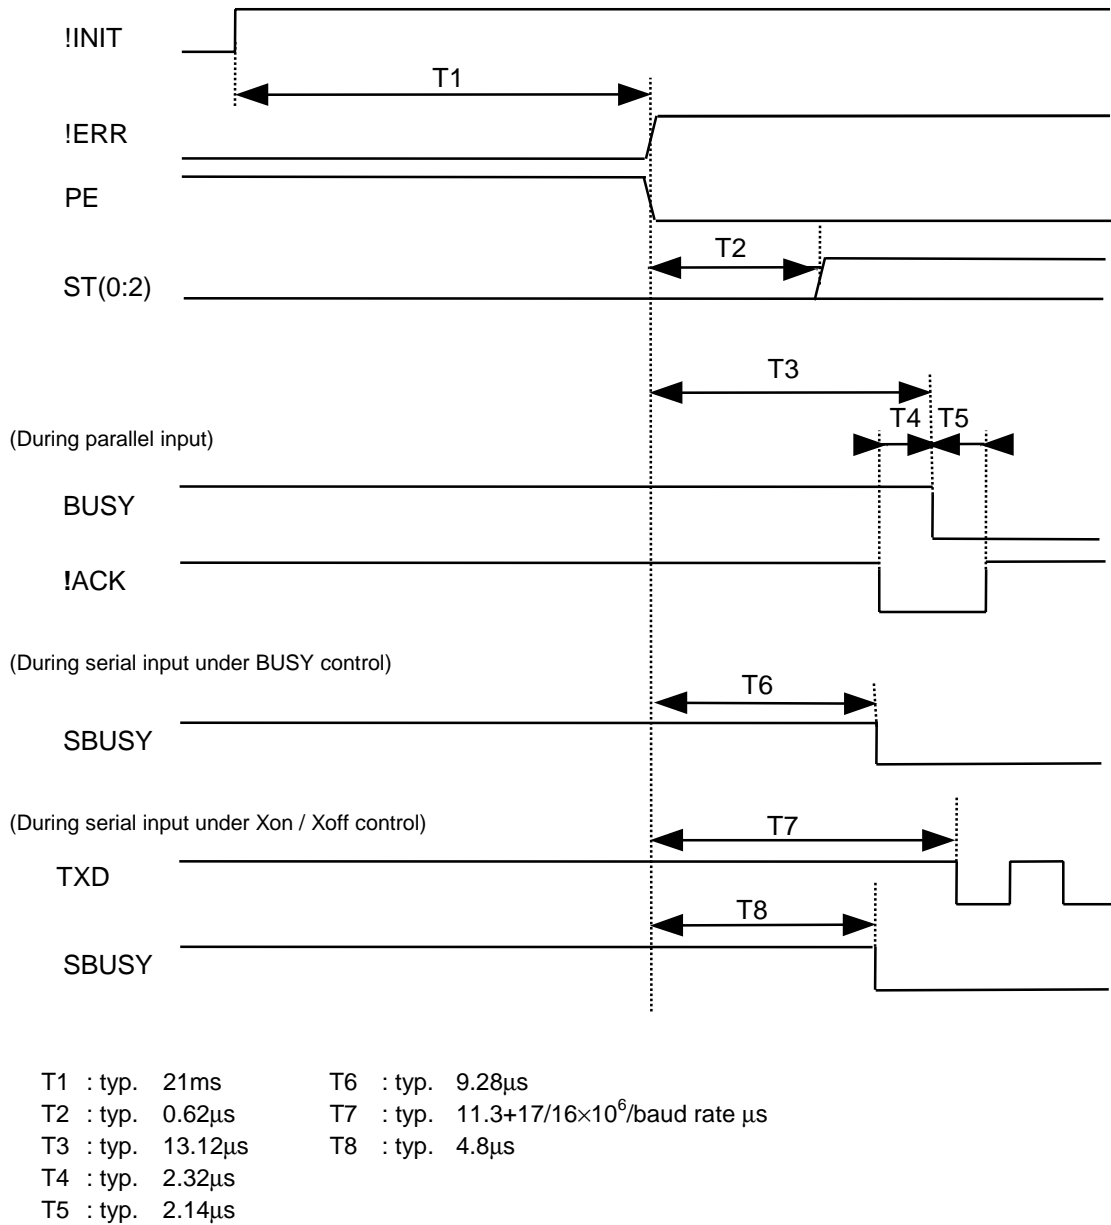 !INIT
T1
!ERR
PE
T2
ST(0:2)
T3
T4 T5
(During parallel input)
BUSY
!ACK
(During serial input under BUSY control)
T6
SBUSY
(During serial input under Xon / Xoff control)
T7
TXD
T8
SBUSY
T1 : typ. 21ms T6 : typ. 9.28μs
T2 : typ. 0.62μs T7 : typ. 11.3+17/16×10⁶/baud rate μs
T3 : typ. 13.12μs T8 : typ. 4.8μs
T4 : typ. 2.32μs
T5 : typ. 2.14μs